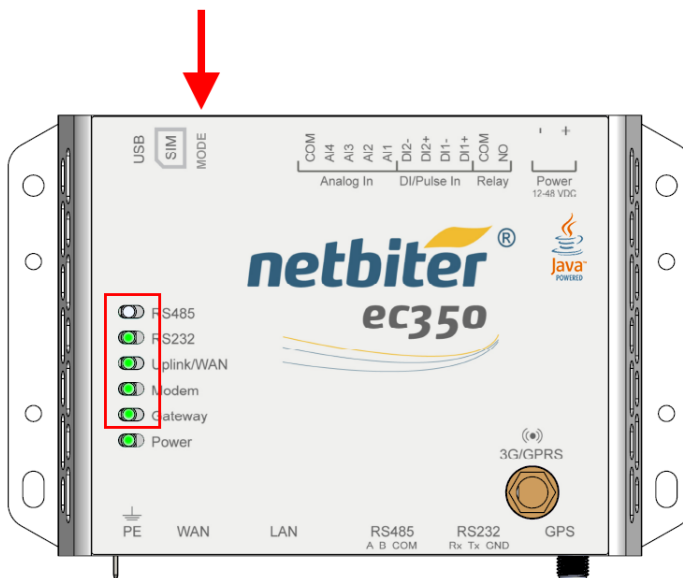 USB
SIM
MODE
COM AI4 AI3 AI2 AI1 DI2- DI2+ DI1- DI1+ COM NO
Analog In DI/Pulse In Relay
- +
Power
12-48 VDC
netbiter®
ec350
Java™
POWERED
RS485
RS232
Uplink/WAN
Modem
Gateway
Power
3G/GPRS
PE WAN LAN RS485 RS232 GPS
A B COM Rx Tx GND